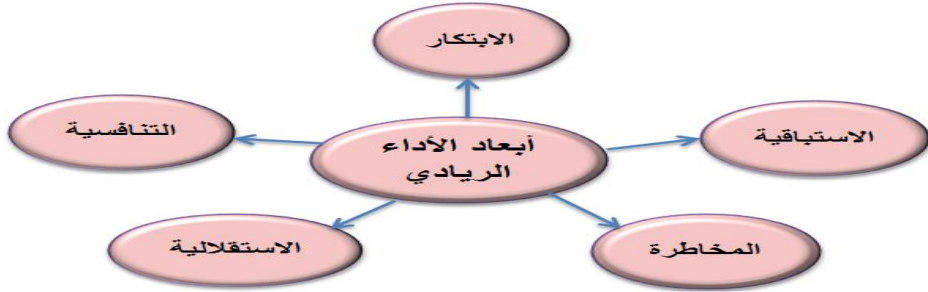 الابتكار
الاستباقية
التنافسية
أبعاد الأداء
الريادي
المخاطرة
الاستقلالية